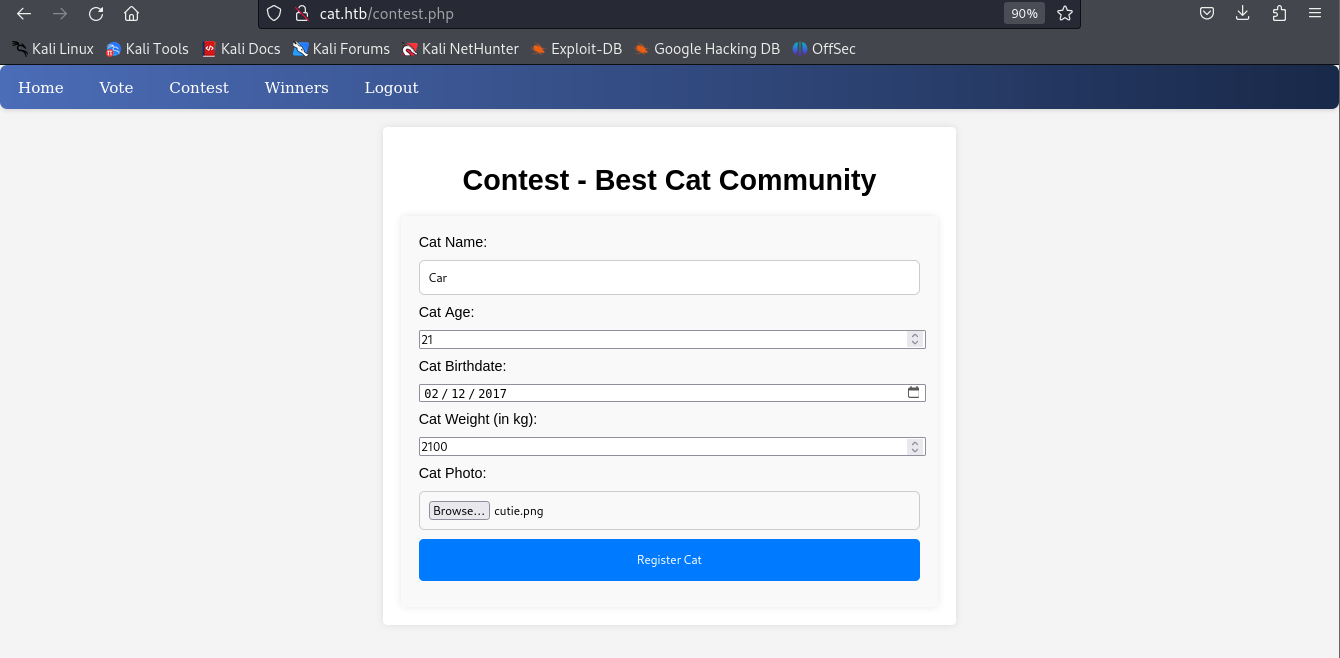 cat.htb/contest.php 90%
Kali Linux Kali Tools Kali Docs Kali Forums Kali NetHunter Exploit-DB Google Hacking DB OffSec
Home Vote Contest Winners Logout
Contest - Best Cat Community
Cat Name:
Car
Cat Age:
21
Cat Birthdate:
02 / 12 / 2017
Cat Weight (in kg):
2100
Cat Photo:
Browse... cutie.png
Register Cat